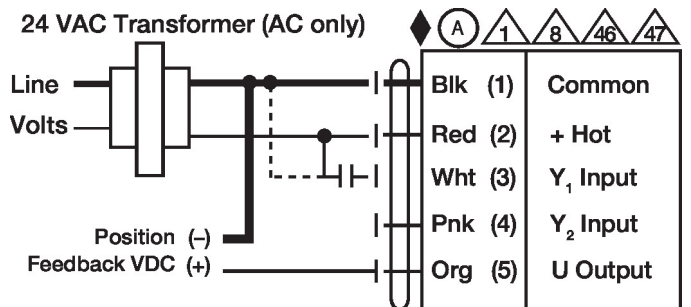 24 VAC Transformer (AC only)
A 1 8 46 47
Line
Volts
Blk (1) Common
Red (2) + Hot
Wht (3) Y₁ Input
Pnk (4) Y₂ Input
Org (5) U Output
Position (–)
Feedback VDC (+)